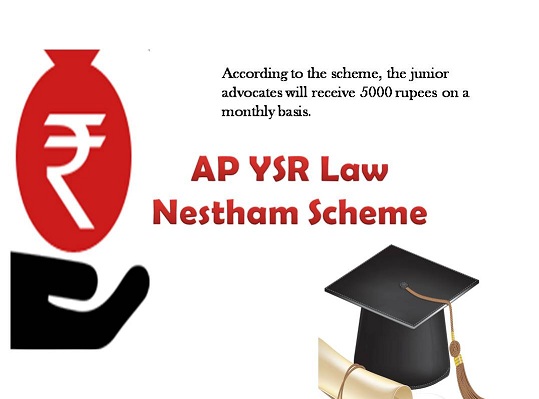 According to the scheme, the junior
advocates will receive 5000 rupees on a
monthly basis.
AP YSR Law
Nestham Scheme